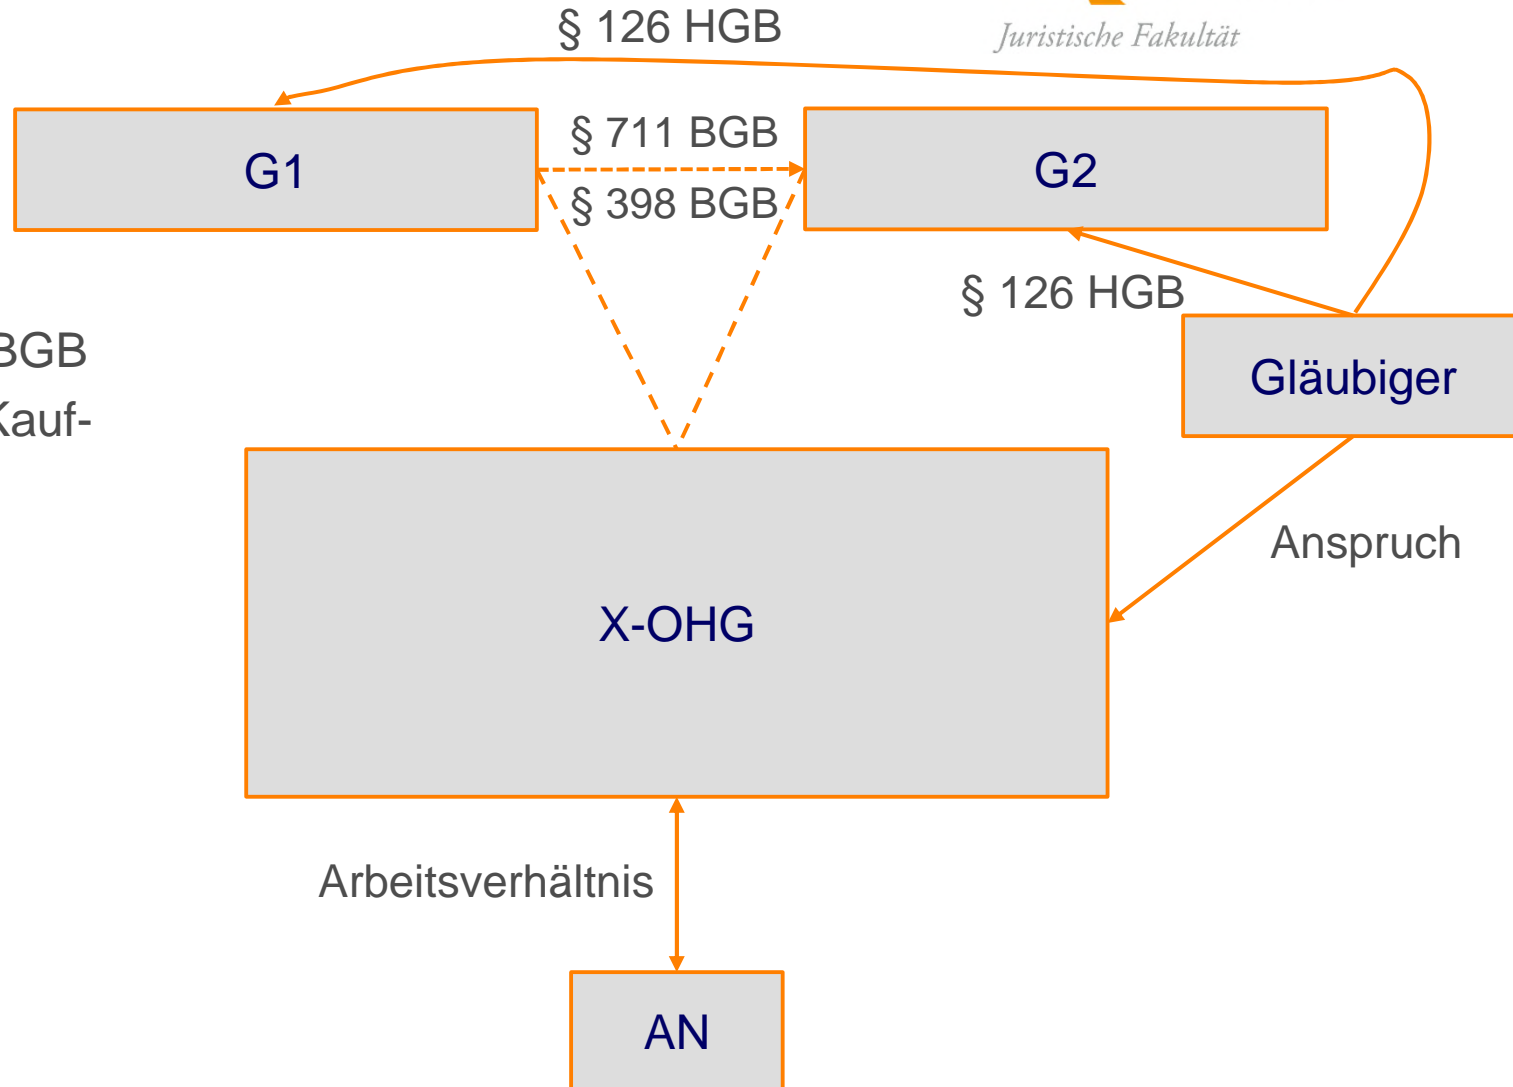 § 126 HGB
Juristische Fakultät
§ 711 BGB
G1
G2
§ 398 BGB
§ 126 HGB
BGB
Gläubiger
Kauf-
Anspruch
X-OHG
Arbeitsverhältnis
AN